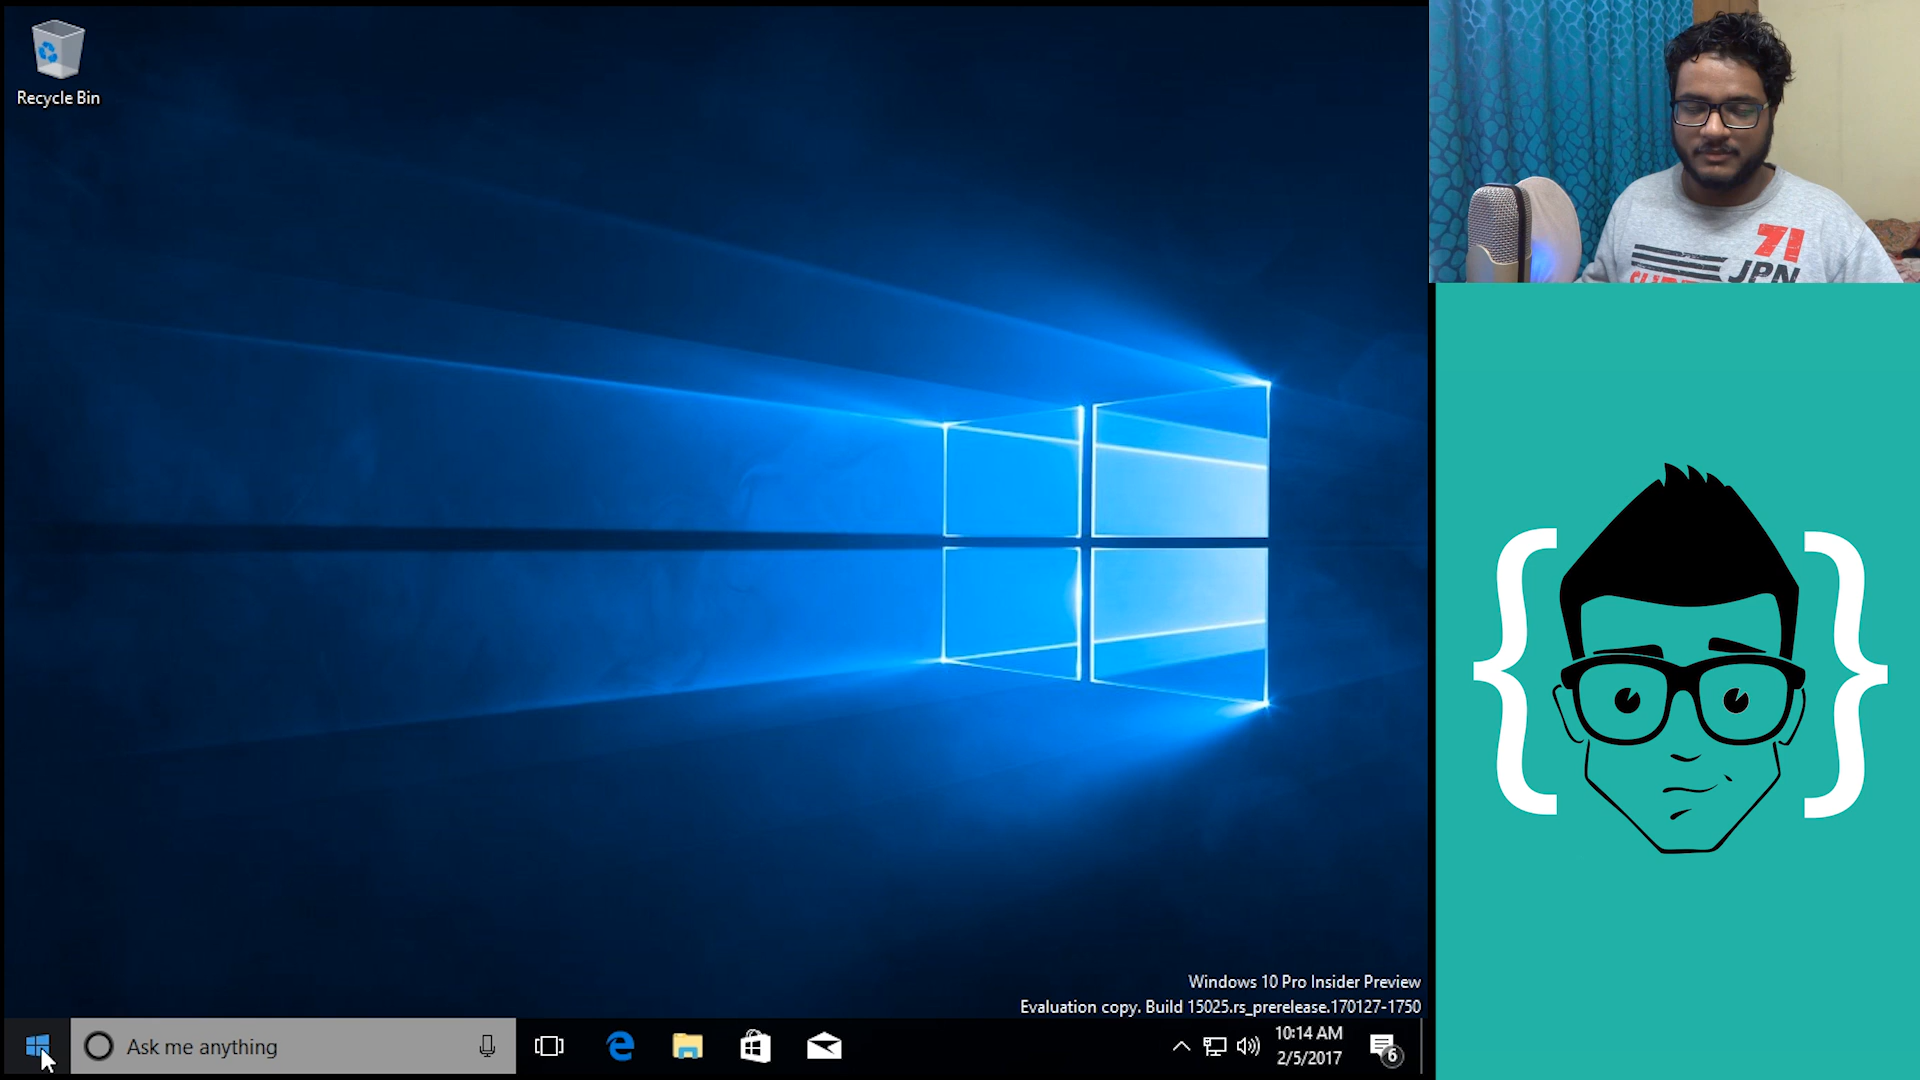 Recycle Bin
71
JPN
Windows 10 Pro Insider Preview
Evaluation copy. Build 15025.rs_prerelease.170127-1750
Ask me anything
10:14 AM
2/5/2017
6